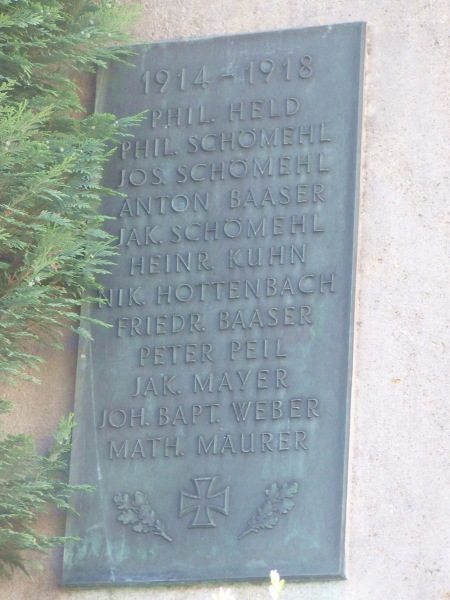 1914 - 1918
PHIL. HELD
PHIL. SCHÖMEHL
JOS. SCHÖMEHL
ANTON BAASER
JAK. SCHÖMEHL
HEINR. KUHN
NIK. HOTTENBACH
FRIEDR. BAASER
PETER PEIL
JAK. MAYER
JOH. BAPT. WEBER
MATH. MAURER